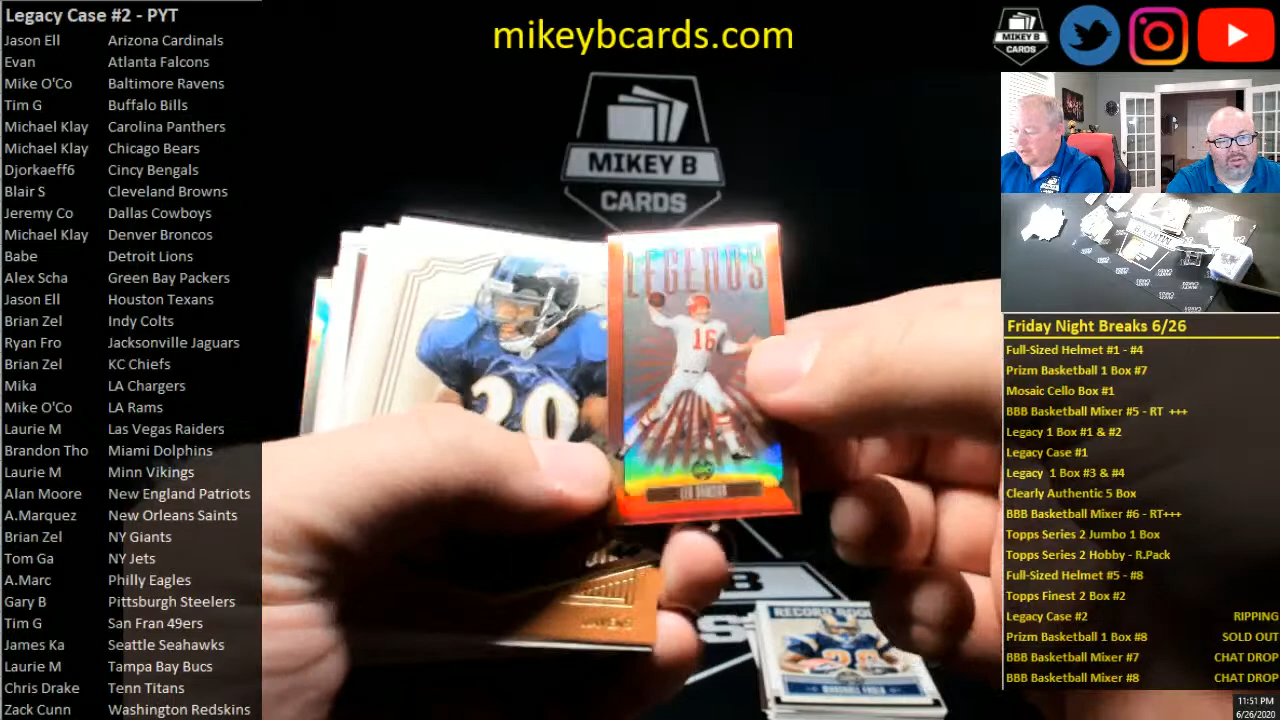 Legacy Case #2 - PYT
Jason Ell Arizona Cardinals
Evan Atlanta Falcons
Mike O'Co Baltimore Ravens
Tim G Buffalo Bills
Michael Klay Carolina Panthers
Michael Klay Chicago Bears
Djorkaeff6 Cincy Bengals
Blair S Cleveland Browns
Jeremy Co Dallas Cowboys
Michael Klay Denver Broncos
Babe Detroit Lions
Alex Scha Green Bay Packers
Jason Ell Houston Texans
Brian Zel Indy Colts
Ryan Fro Jacksonville Jaguars
Brian Zel KC Chiefs
Mika LA Chargers
Mike O'Co LA Rams
Laurie M Las Vegas Raiders
Brandon Tho Miami Dolphins
Laurie M Minn Vikings
Alan Moore New England Patriots
A.Marquez New Orleans Saints
Brian Zel NY Giants
Tom Ga NY Jets
A.Marc Philly Eagles
Gary B Pittsburgh Steelers
Tim G San Fran 49ers
James Ka Seattle Seahawks
Laurie M Tampa Bay Bucs
Chris Drake Tenn Titans
Zack Cunn Washington Redskins
mikeybcards.com
MIKEY B
CARDS
LEGENDS
16
20
RECORD
28
MARSHALL FAULK
MIKEY B
CARDS
MIKEY B
Friday Night Breaks 6/26
Full-Sized Helmet #1 - #4
Prizm Basketball 1 Box #7
Mosaic Cello Box #1
BBB Basketball Mixer #5 - RT +++
Legacy 1 Box #1 & #2
Legacy Case #1
Legacy 1 Box #3 & #4
Clearly Authentic 5 Box
BBB Basketball Mixer #6 - RT+++
Topps Series 2 Jumbo 1 Box
Topps Series 2 Hobby - R.Pack
Full-Sized Helmet #5 - #8
Topps Finest 2 Box #2
Legacy Case #2 RIPPING
Prizm Basketball 1 Box #8 SOLD OUT
BBB Basketball Mixer #7 CHAT DROP
BBB Basketball Mixer #8 CHAT DROP
11:51 PM
6/26/2020